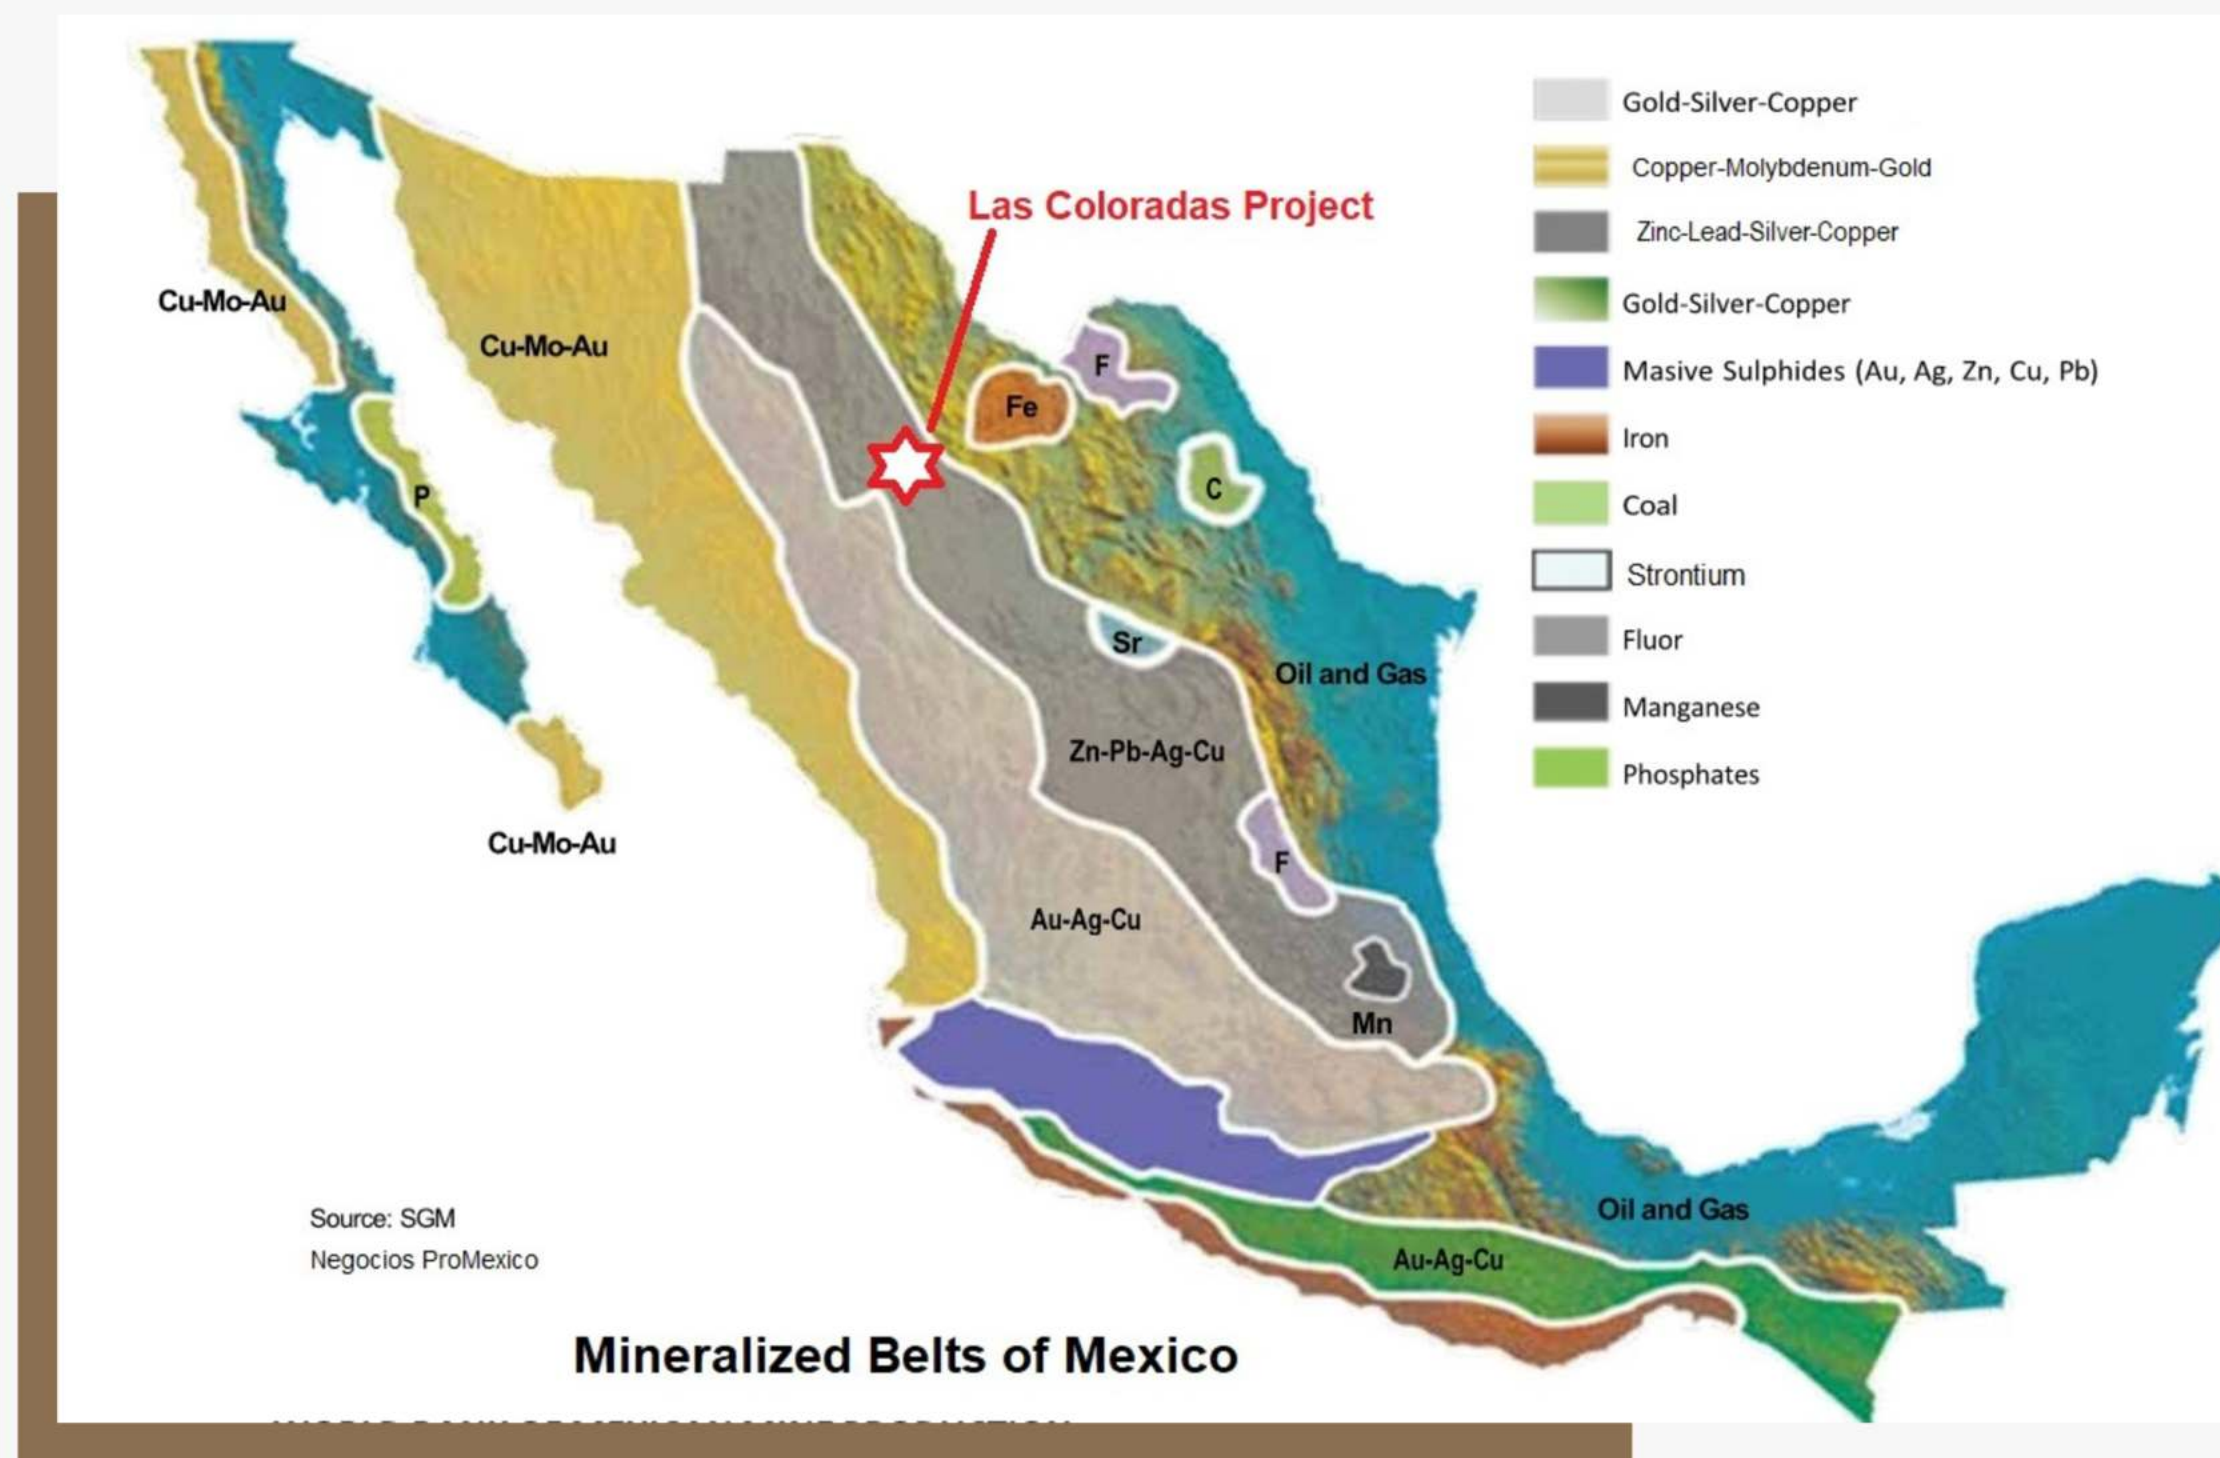 Las Coloradas Project
Cu-Mo-Au
Cu-Mo-Au
F
Fe
C
P
Sr
Oil and Gas
Zn-Pb-Ag-Cu
Cu-Mo-Au
F
Au-Ag-Cu
Mn
Oil and Gas
Au-Ag-Cu
Gold-Silver-Copper
Copper-Molybdenum-Gold
Zinc-Lead-Silver-Copper
Gold-Silver-Copper
Masive Sulphides (Au, Ag, Zn, Cu, Pb)
Iron
Coal
Strontium
Fluor
Manganese
Phosphates
Source: SGM
Negocios ProMexico
Mineralized Belts of Mexico